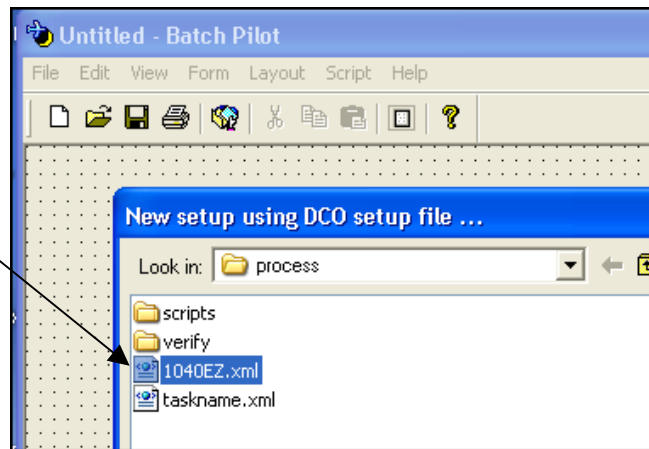 Untitled - Batch Pilot
File Edit View Form Layout Script Help
New setup using DCO setup file ...
Look in: process
scripts
verify
1040EZ.xml
taskname.xml